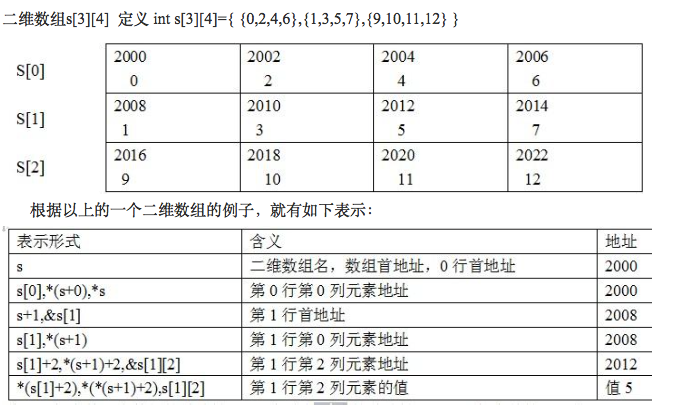 二维数组s[3][4] 定义 int s[3][4]={ {0,2,4,6},{1,3,5,7},{9,10,11,12} }
S[0] 2000 2002 2004 2006
0 2 4 6
S[1] 2008 2010 2012 2014
1 3 5 7
S[2] 2016 2018 2020 2022
9 10 11 12
根据以上的一个二维数组的例子，就有如下表示：
表示形式 含义 地址
s 二维数组名，数组首地址，0 行首地址 2000
s[0],*(s+0),*s 第 0 行第 0 列元素地址 2000
s+1,&s[1] 第 1 行首地址 2008
s[1],*(s+1) 第 1 行第 0 列元素地址 2008
s[1]+2,*(s+1)+2,&s[1][2] 第 1 行第 2 列元素地址 2012
*(s[1]+2),*(*(s+1)+2),s[1][2] 第 1 行第 2 列元素的值 值 5